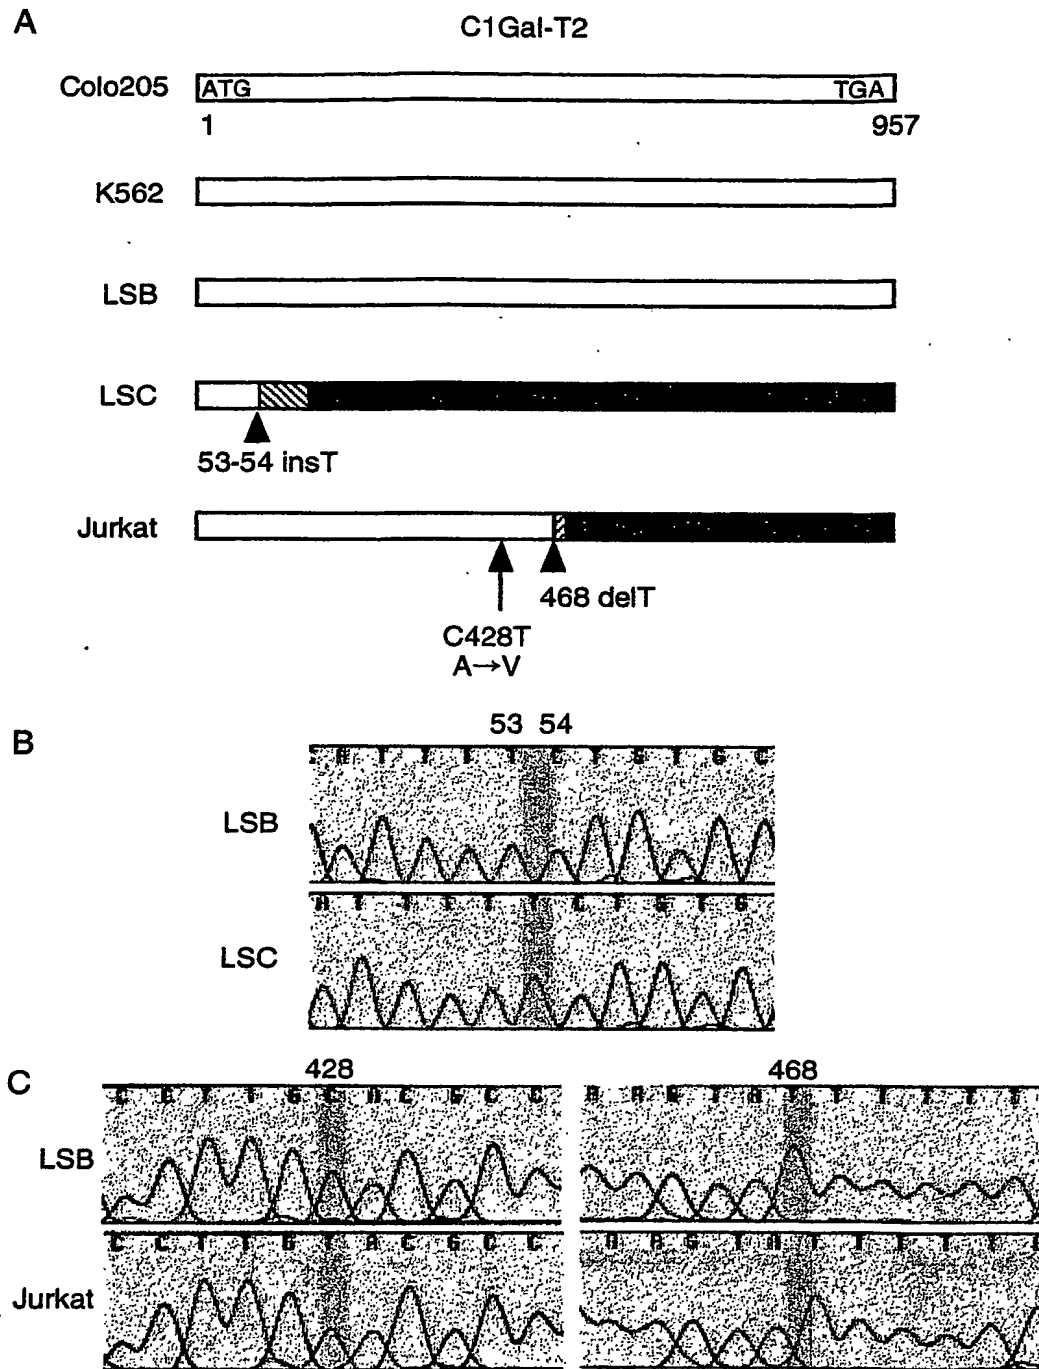 A
C1Gal-T2
Colo205
ATG
TGA
1
957
K562
LSB
LSC
53-54 insT
Jurkat
468 delT
C428T
A→V
B
53 54
LSB
A T T T T C T G T G C
LSC
A T T T T T C T G T G
C
428
468
LSB
C C T T G C A C G C C
A A G T A T T T T T T
Jurkat
C C T T G T A C G C C
A A G T A T T T T T